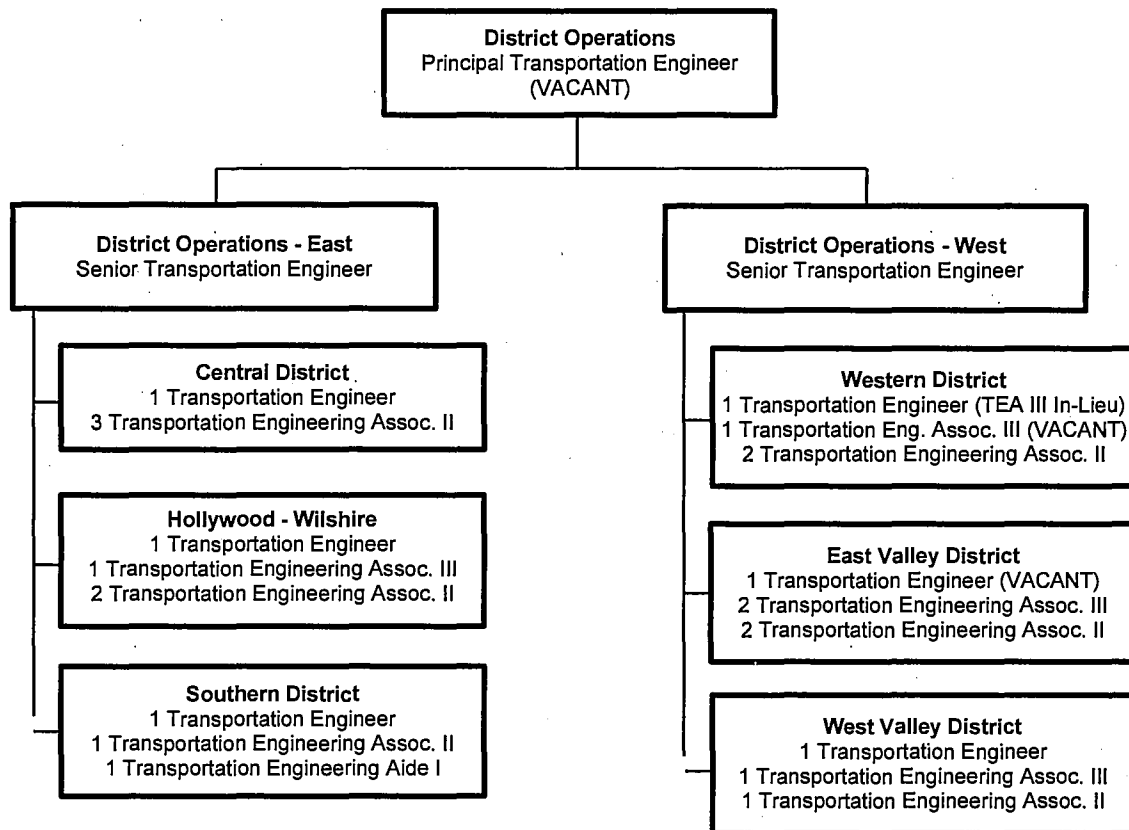 District Operations
Principal Transportation Engineer
(VACANT)
District Operations - East
Senior Transportation Engineer
Central District
1 Transportation Engineer
3 Transportation Engineering Assoc. II
Hollywood - Wilshire
1 Transportation Engineer
1 Transportation Engineering Assoc. III
2 Transportation Engineering Assoc. II
Southern District
1 Transportation Engineer
1 Transportation Engineering Assoc. II
1 Transportation Engineering Aide I
District Operations - West
Senior Transportation Engineer
Western District
1 Transportation Engineer (TEA III In-Lieu)
1 Transportation Eng. Assoc. III (VACANT)
2 Transportation Engineering Assoc. II
East Valley District
1 Transportation Engineer (VACANT)
2 Transportation Engineering Assoc. III
2 Transportation Engineering Assoc. II
West Valley District
1 Transportation Engineer
1 Transportation Engineering Assoc. III
1 Transportation Engineering Assoc. II